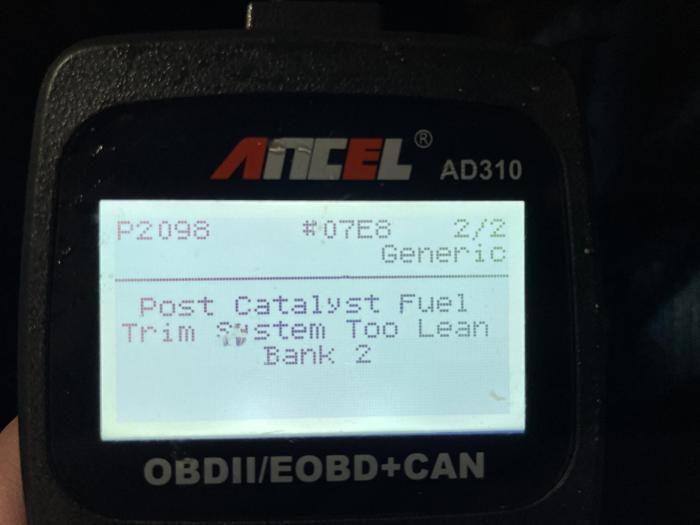 ANCEL® AD310
P2098 #07E8 2/2
Generic
Post Catalyst Fuel
Trim System Too Lean
Bank 2
OBDII/EOBD+CAN